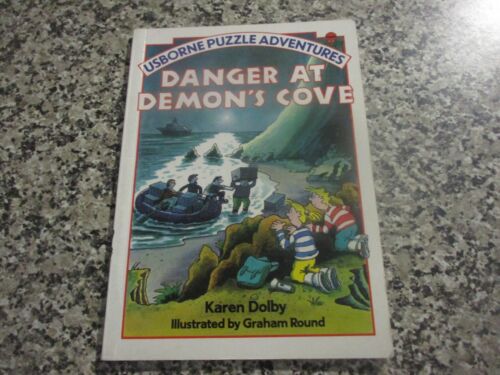 USBORNE PUZZLE ADVENTURES
DANGER AT
DEMON'S COVE
Karen Dolby
Illustrated by Graham Round